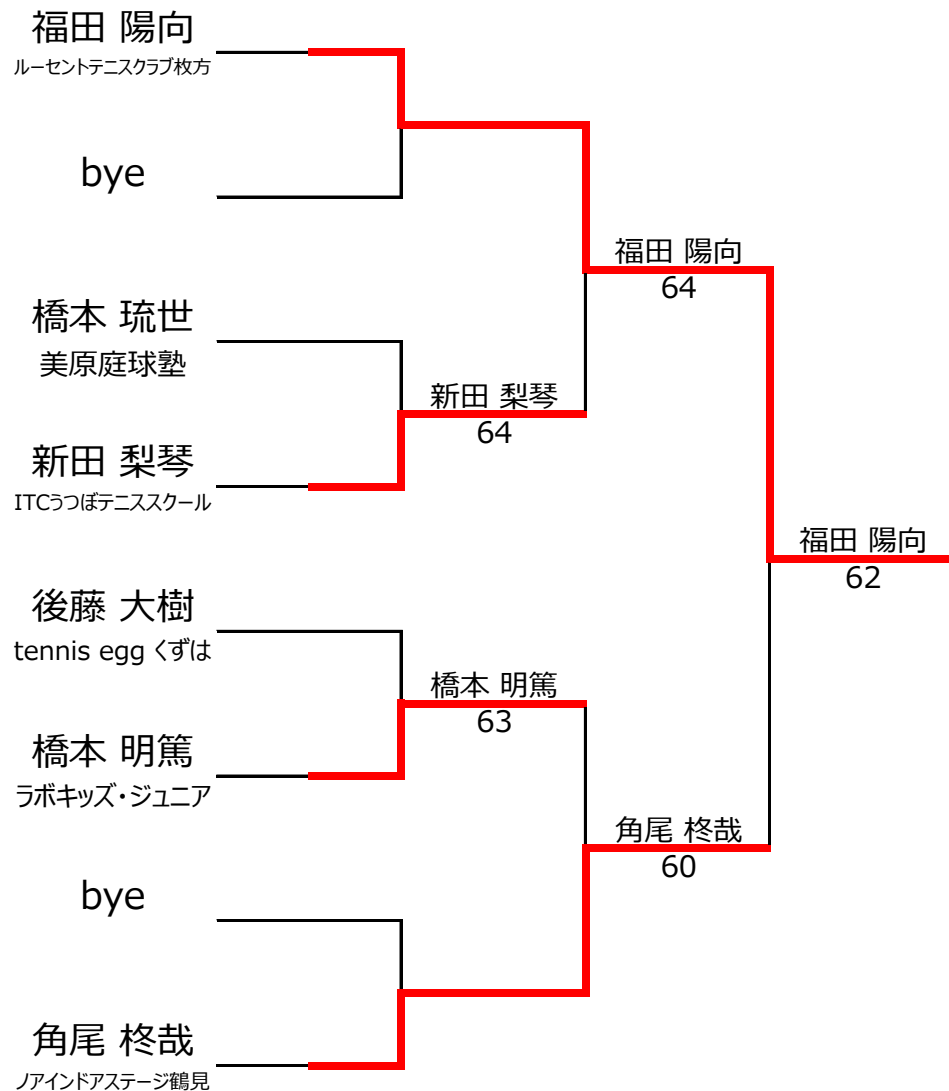 福田 陽向
ルーセントテニスクラブ枚方
bye
福田 陽向
64
橋本 琉世
美原庭球塾
新田 梨琴
64
新田 梨琴
ITCうつぼテニススクール
福田 陽向
62
後藤 大樹
tennis egg くずは
橋本 明篤
63
橋本 明篤
ラボキッズ・ジュニア
角尾 柊哉
60
bye
角尾 柊哉
ノアインドアステージ鶴見